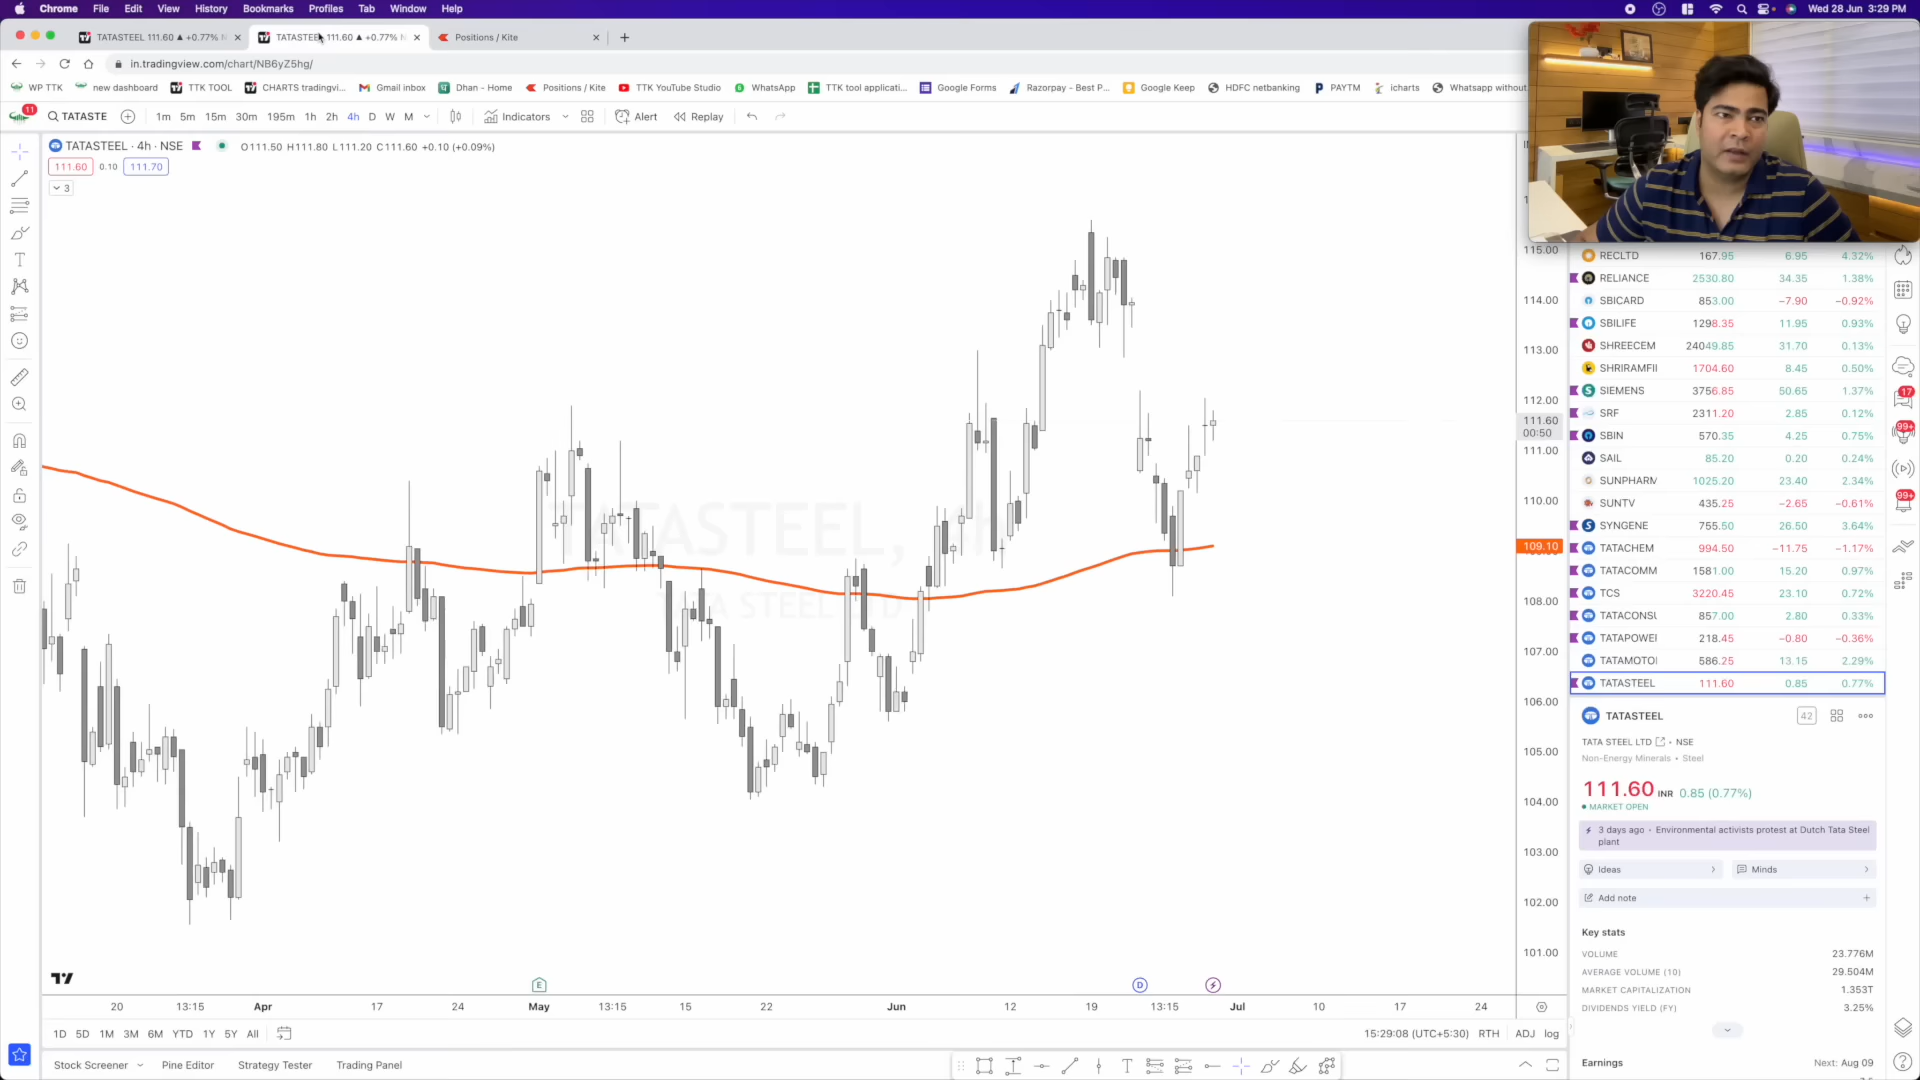 Chrome File Edit View History Bookmarks Profiles Tab Window Help
Wed 28 Jun 3:29 PM
TATASTEEL 111.60 ▲ +0.77%
TATASTEEL 111.60 ▲ +0.77%
Positions / Kite
in.tradingview.com/chart/NB6yZ5hg/
WP TTK new dashboard TTK TOOL CHARTS tradingvi... Gmail inbox Dhan - Home Positions / Kite TTK YouTube Studio WhatsApp TTK tool applicati... Google Forms Razorpay - Best P... Google Keep HDFC netbanking PAYTM icharts Whatsapp without
11
TATASTE 1m 5m 15m 30m 195m 1h 2h 4h D W M Indicators Alert Replay
TATASTEEL · 4h · NSE O111.50 H111.80 L111.20 C111.60 +0.10 (+0.09%)
111.60 0.10 111.70
3
TATASTEEL, 4h
TATA STEEL LTD
115.00
114.00
113.00
112.00
111.60
00:50
111.00
110.00
109.10
108.00
107.00
106.00
105.00
104.00
103.00
102.00
101.00
20 13:15 Apr 17 24 May 13:15 15 22 Jun 12 19 13:15 Jul 10 17 24
E D
1D 5D 1M 3M 6M YTD 1Y 5Y All
15:29:08 (UTC+5:30) RTH ADJ log
Stock Screener Pine Editor Strategy Tester Trading Panel
RECLTD 167.95 6.95 4.32%
RELIANCE 2530.80 34.35 1.38%
SBICARD 853.00 −7.90 −0.92%
SBILIFE 1298.35 11.95 0.93%
SHREECEM 24049.85 31.70 0.13%
SHRIRAMFII 1704.60 8.45 0.50%
SIEMENS 3756.85 50.65 1.37%
SRF 2311.20 2.85 0.12%
SBIN 570.35 4.25 0.75%
SAIL 85.20 0.20 0.24%
SUNPHARM 1025.20 23.40 2.34%
SUNTV 435.25 −2.65 −0.61%
SYNGENE 755.50 26.50 3.64%
TATACHEM 994.50 −11.75 −1.17%
TATACOMM 1581.00 15.20 0.97%
TCS 3220.45 23.10 0.72%
TATACONSU 857.00 2.80 0.33%
TATAPOWEI 218.45 −0.80 −0.36%
TATAMOTOI 586.25 13.15 2.29%
TATASTEEL 111.60 0.85 0.77%
17
99+
99+
TATASTEEL 42
TATA STEEL LTD • NSE
Non-Energy Minerals • Steel
111.60 INR 0.85 (0.77%)
MARKET OPEN
3 days ago • Environmental activists protest at Dutch Tata Steel
plant
Ideas Minds
Add note
Key stats
VOLUME 23.776M
AVERAGE VOLUME (10) 29.504M
MARKET CAPITALIZATION 1.353T
DIVIDENDS YIELD (FY) 3.25%
Earnings Next: Aug 09